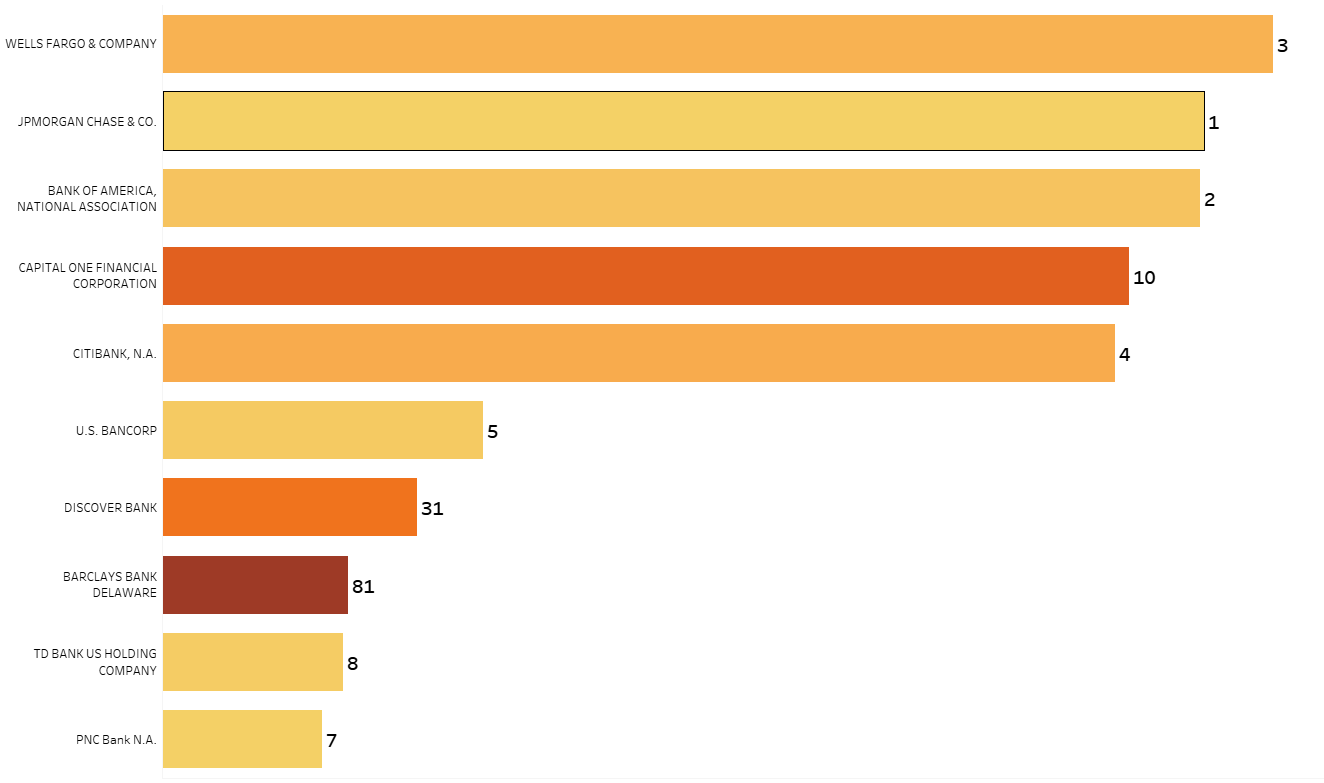 WELLS FARGO & COMPANY 3
JPMORGAN CHASE & CO. 1
BANK OF AMERICA,
NATIONAL ASSOCIATION 2
CAPITAL ONE FINANCIAL
CORPORATION 10
CITIBANK, N.A. 4
U.S. BANCORP 5
DISCOVER BANK 31
BARCLAYS BANK
DELAWARE 81
TD BANK US HOLDING
COMPANY 8
PNC Bank N.A. 7